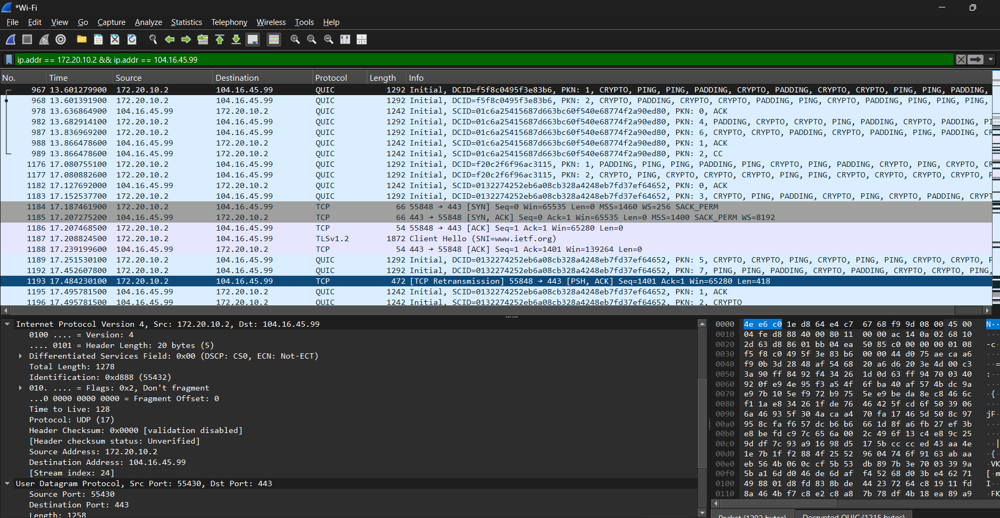 *Wi-Fi
File Edit View Go Capture Analyze Statistics Telephony Wireless Tools Help
ip.addr == 172.20.10.2 && ip.addr == 104.16.45.99
No. Time Source Destination Protocol Length Info
967 13.601279900 172.20.10.2 104.16.45.99 QUIC 1292 Initial, DCID=f5f8c0495f3e83b6, PKN: 1, CRYPTO, PING, PING, PADDING, CRYPTO, PADDING, CRYPTO, CRYPTO, PING, PING, PADDING,
968 13.601391900 172.20.10.2 104.16.45.99 QUIC 1292 Initial, DCID=f5f8c0495f3e83b6, PKN: 2, CRYPTO, PADDING, CRYPTO, CRYPTO, PADDING, PING, CRYPTO, PADDING, PING, PING, PING,
978 13.636864900 104.16.45.99 172.20.10.2 QUIC 1242 Initial, SCID=01c6a25415687d663bc60f540e68774f2a90ed80, PKN: 0, ACK
982 13.682914100 172.20.10.2 104.16.45.99 QUIC 1292 Initial, DCID=01c6a25415687d663bc60f540e68774f2a90ed80, PKN: 4, PADDING, CRYPTO, CRYPTO, PING, PADDING, CRYPTO, PADDING, PI
987 13.836969200 172.20.10.2 104.16.45.99 QUIC 1292 Initial, DCID=01c6a25415687d663bc60f540e68774f2a90ed80, PKN: 6, CRYPTO, CRYPTO, PADDING, CRYPTO, PADDING, PING, PADDING, CR
988 13.866478600 104.16.45.99 172.20.10.2 QUIC 1242 Initial, SCID=01c6a25415687d663bc60f540e68774f2a90ed80, PKN: 1, ACK
989 13.866478600 104.16.45.99 172.20.10.2 QUIC 1242 Initial, SCID=01c6a25415687d663bc60f540e68774f2a90ed80, PKN: 2, CC
1176 17.080755100 172.20.10.2 104.16.45.99 QUIC 1292 Initial, DCID=f20c2f6f96ac3115, PKN: 1, PADDING, PING, PING, PADDING, PING, CRYPTO, PING, PADDING, CRYPTO, PING, CRYPTO, CR
1177 17.080882600 172.20.10.2 104.16.45.99 QUIC 1292 Initial, DCID=f20c2f6f96ac3115, PKN: 2, CRYPTO, PING, CRYPTO, CRYPTO, CRYPTO, PING, PING, CRYPTO, CRYPTO, CRYPTO, CRYPTO, P
1182 17.127692000 104.16.45.99 172.20.10.2 QUIC 1242 Initial, SCID=0132274252eb6a08cb328a4248eb7fd37ef64652, PKN: 0, ACK
1183 17.152537700 172.20.10.2 104.16.45.99 QUIC 1292 Initial, DCID=0132274252eb6a08cb328a4248eb7fd37ef64652, PKN: 3, CRYPTO, PING, PADDING, CRYPTO, PING, CRYPTO, PADDING, CRYPT
1184 17.187461900 172.20.10.2 104.16.45.99 TCP 66 55848 → 443 [SYN] Seq=0 Win=65535 Len=0 MSS=1460 WS=256 SACK_PERM
1185 17.207275200 104.16.45.99 172.20.10.2 TCP 66 443 → 55848 [SYN, ACK] Seq=0 Ack=1 Win=65535 Len=0 MSS=1400 SACK_PERM WS=8192
1186 17.207468500 172.20.10.2 104.16.45.99 TCP 54 55848 → 443 [ACK] Seq=1 Ack=1 Win=65280 Len=0
1187 17.208824500 172.20.10.2 104.16.45.99 TLSv1.2 1872 Client Hello (SNI=www.ietf.org)
1188 17.239199600 104.16.45.99 172.20.10.2 TCP 54 443 → 55848 [ACK] Seq=1 Ack=1401 Win=139264 Len=0
1189 17.251530100 172.20.10.2 104.16.45.99 QUIC 1292 Initial, DCID=0132274252eb6a08cb328a4248eb7fd37ef64652, PKN: 5, CRYPTO, CRYPTO, PING, CRYPTO, PING, PING, CRYPTO, CRYPTO, P
1192 17.452607800 172.20.10.2 104.16.45.99 QUIC 1292 Initial, DCID=0132274252eb6a08cb328a4248eb7fd37ef64652, PKN: 7, PING, PING, PADDING, CRYPTO, PADDING, CRYPTO, CRYPTO, PING,
1193 17.484230100 172.20.10.2 104.16.45.99 TCP 472 [TCP Retransmission] 55848 → 443 [PSH, ACK] Seq=1401 Ack=1 Win=65280 Len=418
1195 17.495781500 104.16.45.99 172.20.10.2 QUIC 1242 Initial, SCID=0132274252eb6a08cb328a4248eb7fd37ef64652, PKN: 1, ACK
1196 17.495781500 104.16.45.99 172.20.10.2 QUIC 1242 Initial, SCID=0132274252eb6a08cb328a4248eb7fd37ef64652, PKN: 2, CRYPTO
Internet Protocol Version 4, Src: 172.20.10.2, Dst: 104.16.45.99
0100 .... = Version: 4
.... 0101 = Header Length: 20 bytes (5)
Differentiated Services Field: 0x00 (DSCP: CS0, ECN: Not-ECT)
Total Length: 1278
Identification: 0xd888 (55432)
010. .... = Flags: 0x2, Don't fragment
...0 0000 0000 0000 = Fragment Offset: 0
Time to Live: 128
Protocol: UDP (17)
Header Checksum: 0x0000 [validation disabled]
[Header checksum status: Unverified]
Source Address: 172.20.10.2
Destination Address: 104.16.45.99
[Stream index: 24]
User Datagram Protocol, Src Port: 55430, Dst Port: 443
Source Port: 55430
Destination Port: 443
Length: 1258
0000 4e e6 c0 1e d8 64 e4 c7 67 68 f9 9d 08 00 45 00 N··
0010 04 fe d8 88 40 00 80 11 00 00 ac 14 0a 02 68 10 ···
0020 2d 63 d8 86 01 bb 04 ea 50 85 c0 00 00 00 01 08 -c·
0030 f5 f8 c0 49 5f 3e 83 b6 00 00 44 d0 75 ae ca a6 ···
0040 f9 0b 3d 28 48 af 54 68 20 a6 d6 20 3e 4d 00 c3 ··=
0050 3a 90 ff 84 92 f4 34 26 1d 0d 63 ff 94 70 03 40 :··
0060 92 0f e9 4e 95 f3 a5 4f 6f ba 40 af 57 4b dc 9a ···
0070 e9 7b 10 5e f9 72 b9 75 5e e9 be da 8e c8 46 6c ·{·
0080 f1 1a e8 34 26 1f de 76 46 42 5f cd 6f 50 39 06 ···
0090 6a 46 93 5f 30 4a ca a4 70 fa 17 46 5d 50 8c 97 jF·
00a0 95 8c fa f6 57 dc b6 b6 66 1d 8f a6 fb 27 ef 3b ···
00b0 e8 be fd c9 7c 65 6a 00 2c 49 6f 13 c4 e8 9c 25 ···
00c0 9d df 7c 93 a9 16 98 d5 17 5b cc cc ed 43 aa 4e ··|
00d0 1e 7b 1f f2 88 4f 25 52 96 04 74 6f 91 63 ab aa ·{·
00e0 eb 56 4b 06 0c cf 5b 53 db 89 7b 3e 70 03 39 9a ·VK
00f0 5b a1 6d d0 46 de 6d af f4 52 68 d0 3b e4 62 71 [·m
0100 49 88 01 d8 fd 83 8b de 44 23 72 64 c8 19 11 fd I··
0110 8a 46 4b f7 c8 e2 c8 a8 7b 78 df 4b 18 ea 89 a9 ·FK
Packet (1292 bytes) Decrypted QUIC (1215 bytes)